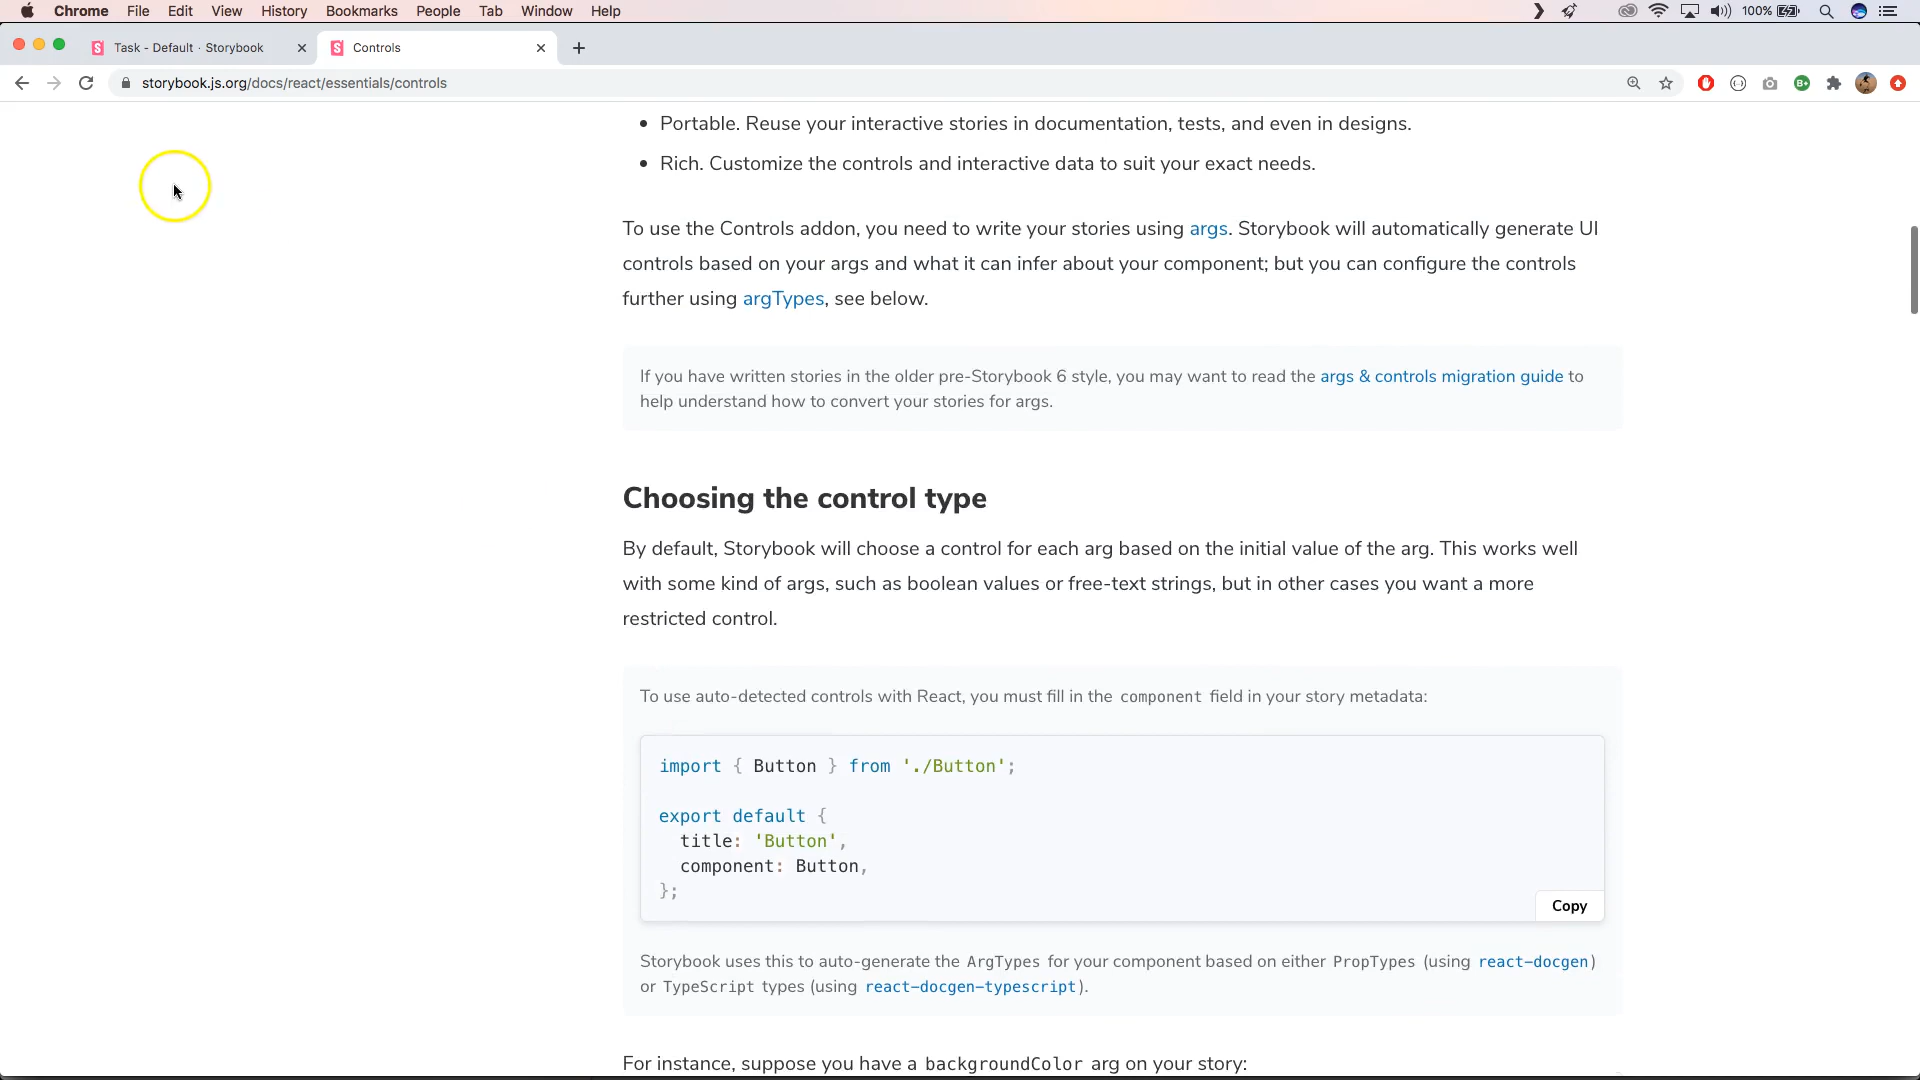 Chrome File Edit View History Bookmarks People Tab Window Help 100%
Task - Default · Storybook Controls
storybook.js.org/docs/react/essentials/controls
Portable. Reuse your interactive stories in documentation, tests, and even in designs.
Rich. Customize the controls and interactive data to suit your exact needs.
To use the Controls addon, you need to write your stories using args. Storybook will automatically generate UI
controls based on your args and what it can infer about your component; but you can configure the controls
further using argTypes, see below.
If you have written stories in the older pre-Storybook 6 style, you may want to read the args & controls migration guide to
help understand how to convert your stories for args.
Choosing the control type
By default, Storybook will choose a control for each arg based on the initial value of the arg. This works well
with some kind of args, such as boolean values or free-text strings, but in other cases you want a more
restricted control.
To use auto-detected controls with React, you must fill in the component field in your story metadata:
import { Button } from './Button';
export default {
title: 'Button',
component: Button,
};
Copy
Storybook uses this to auto-generate the ArgTypes for your component based on either PropTypes (using react-docgen)
or TypeScript types (using react-docgen-typescript).
For instance, suppose you have a backgroundColor arg on your story: